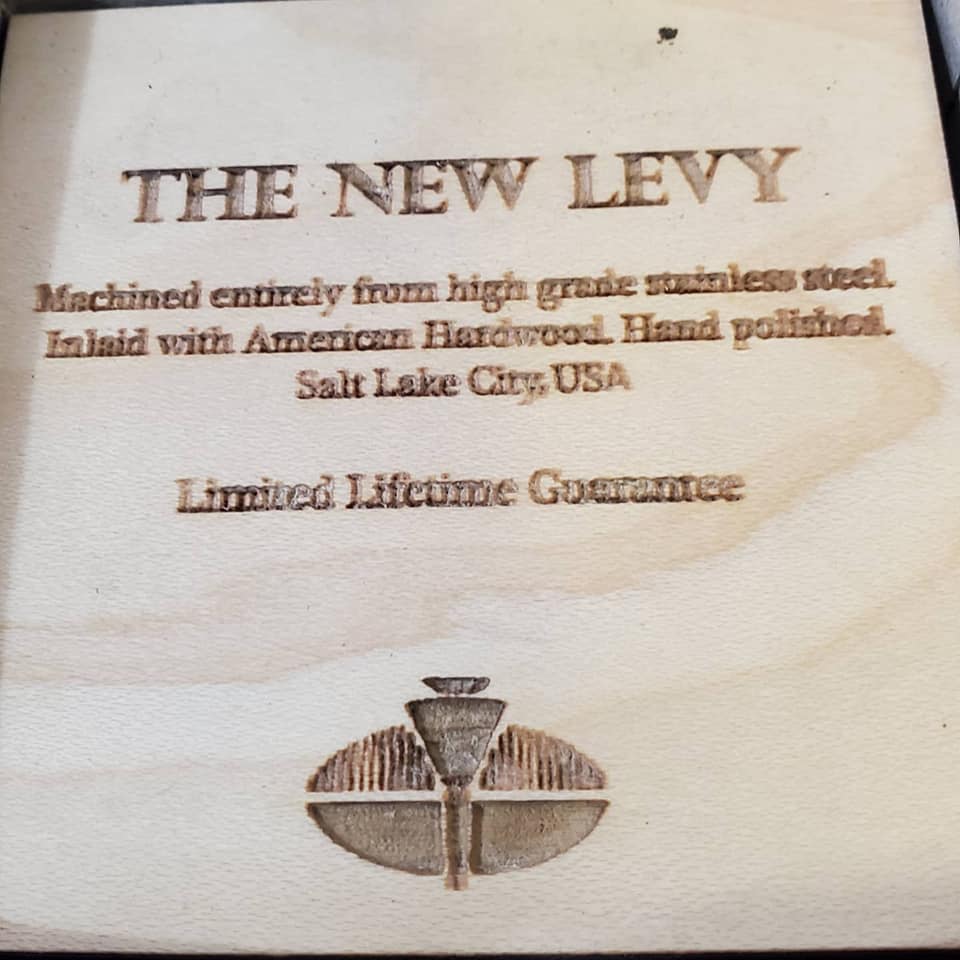 THE NEW LEVY
Machined entirely from high grade stainless steel.
Inlaid with American Hardwood. Hand polished.
Salt Lake City, USA
Limited Lifetime Guarantee